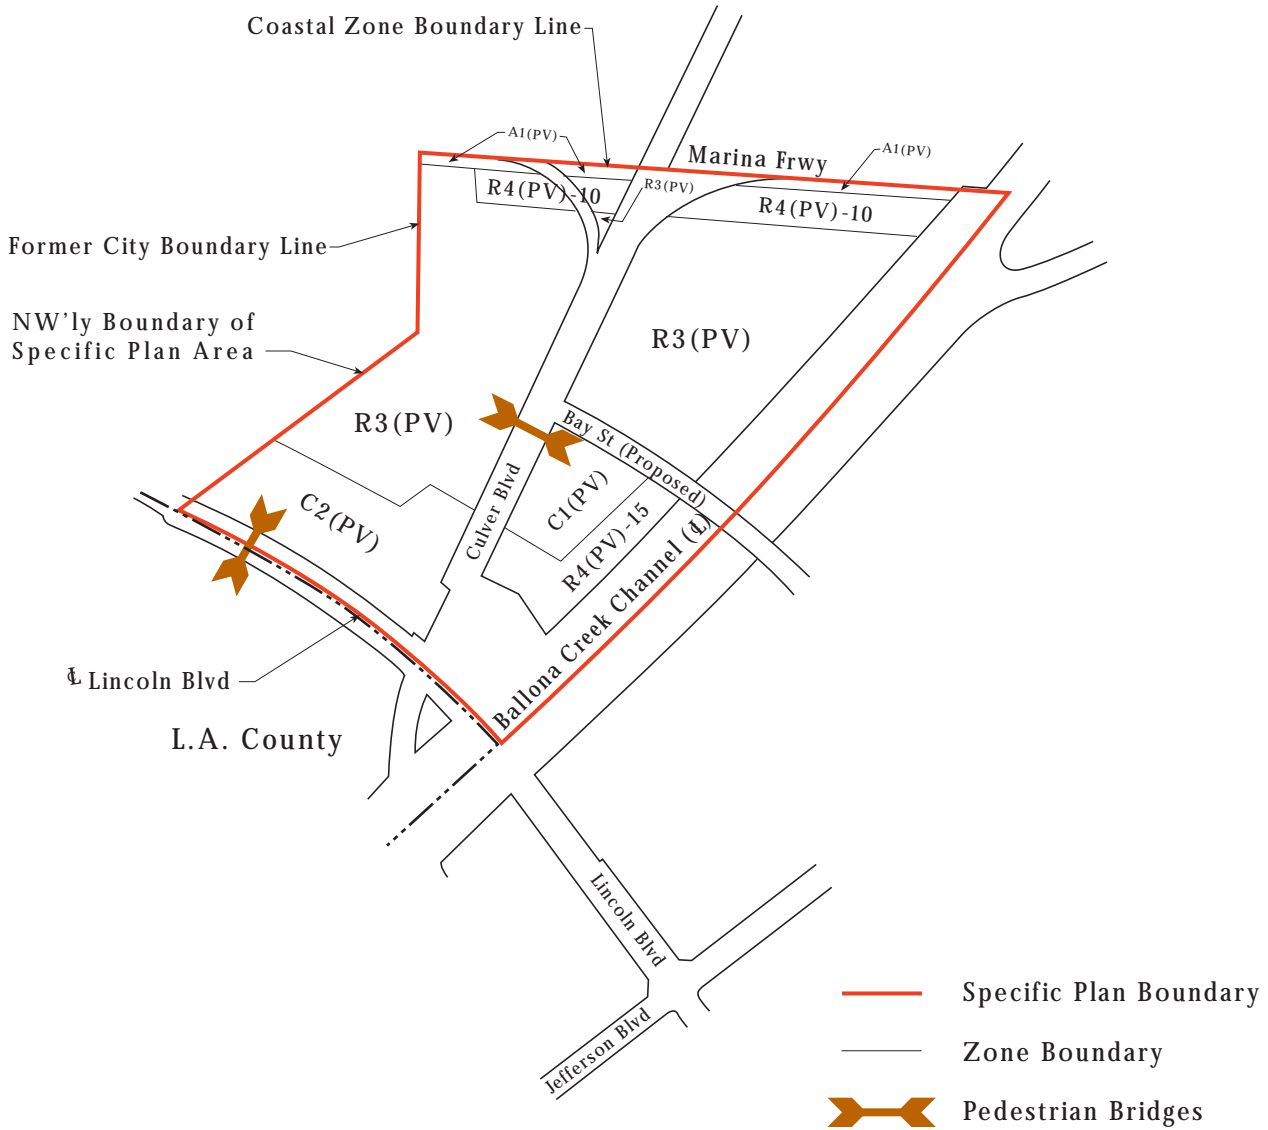 Coastal Zone Boundary Line
A1(PV)
Marina Frwy
A1(PV)
R4(PV)-10
R3(PV)
R4(PV)-10
Former City Boundary Line
NW'ly Boundary of
Specific Plan Area
R3(PV)
R3(PV)
Bay St (Proposed)
C2(PV)
Culver Blvd
C1(PV)
R4(PV)-15
Ballona Creek Channel (℄)
℄ Lincoln Blvd
L.A. County
Lincoln Blvd
Jefferson Blvd
Specific Plan Boundary
Zone Boundary
Pedestrian Bridges